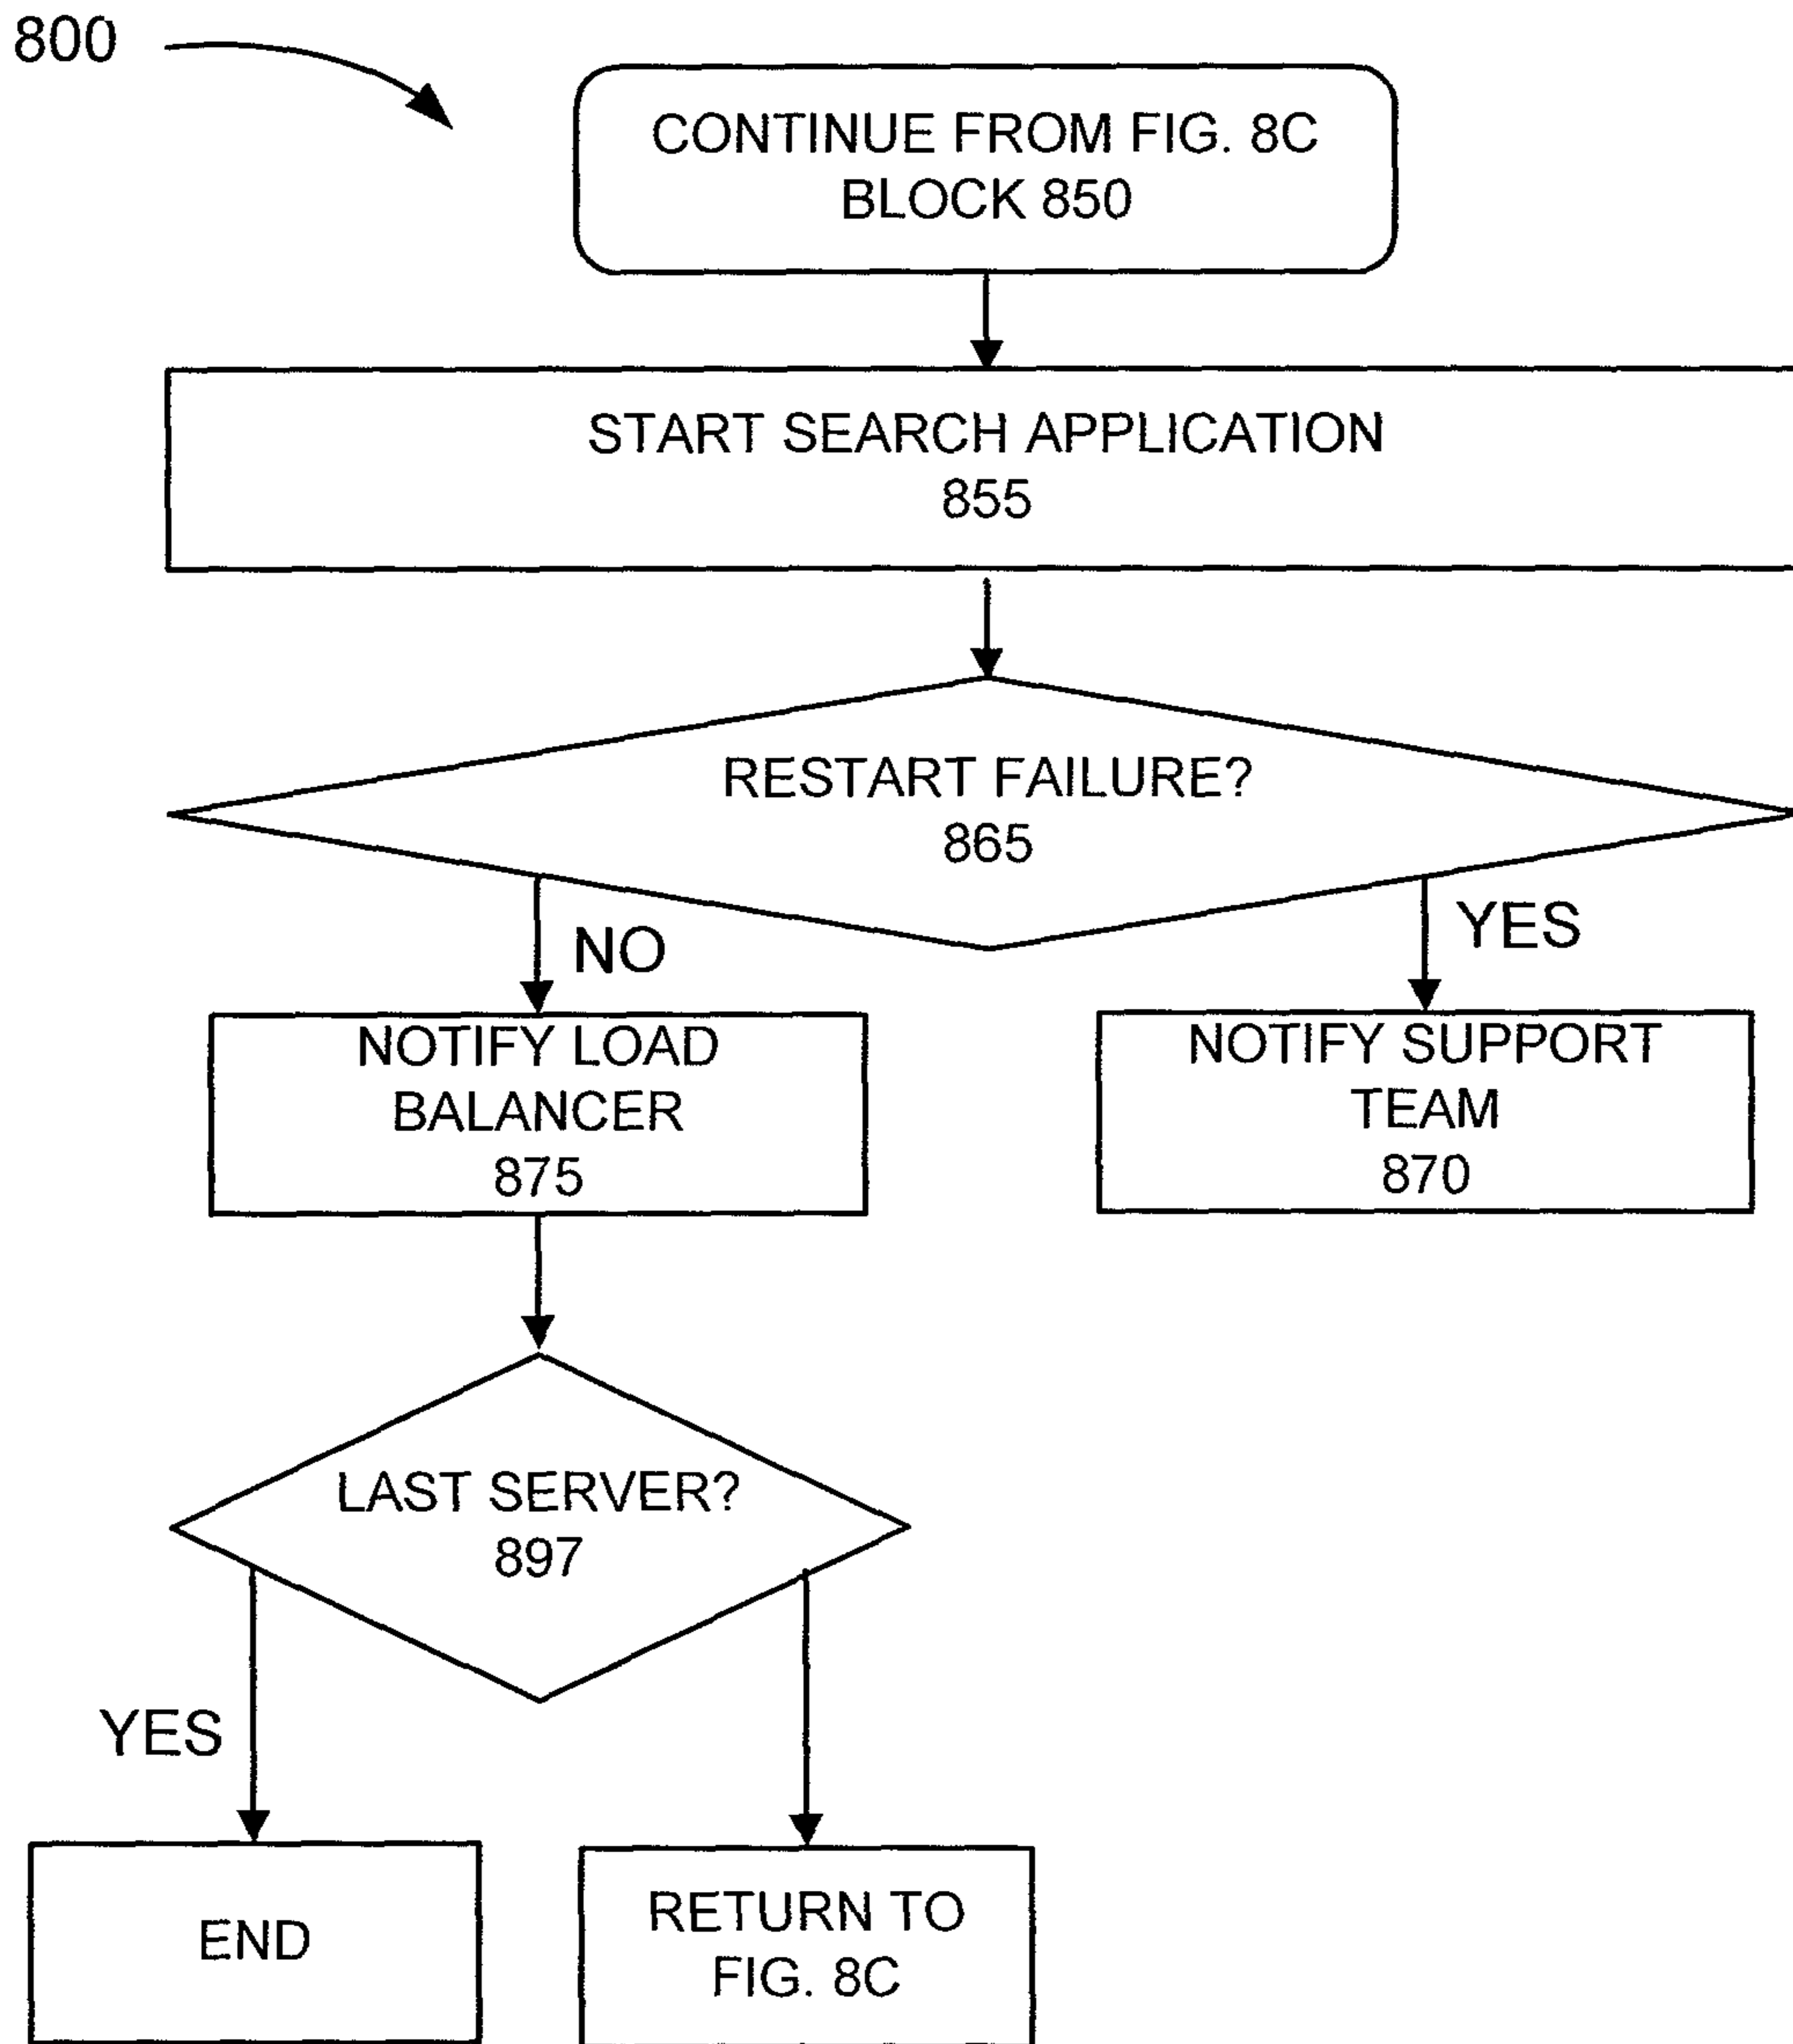 800
CONTINUE FROM FIG. 8C
BLOCK 850
START SEARCH APPLICATION
855
RESTART FAILURE?
865
NO
YES
NOTIFY LOAD
BALANCER
875
NOTIFY SUPPORT
TEAM
870
LAST SERVER?
897
YES
END
RETURN TO
FIG. 8C